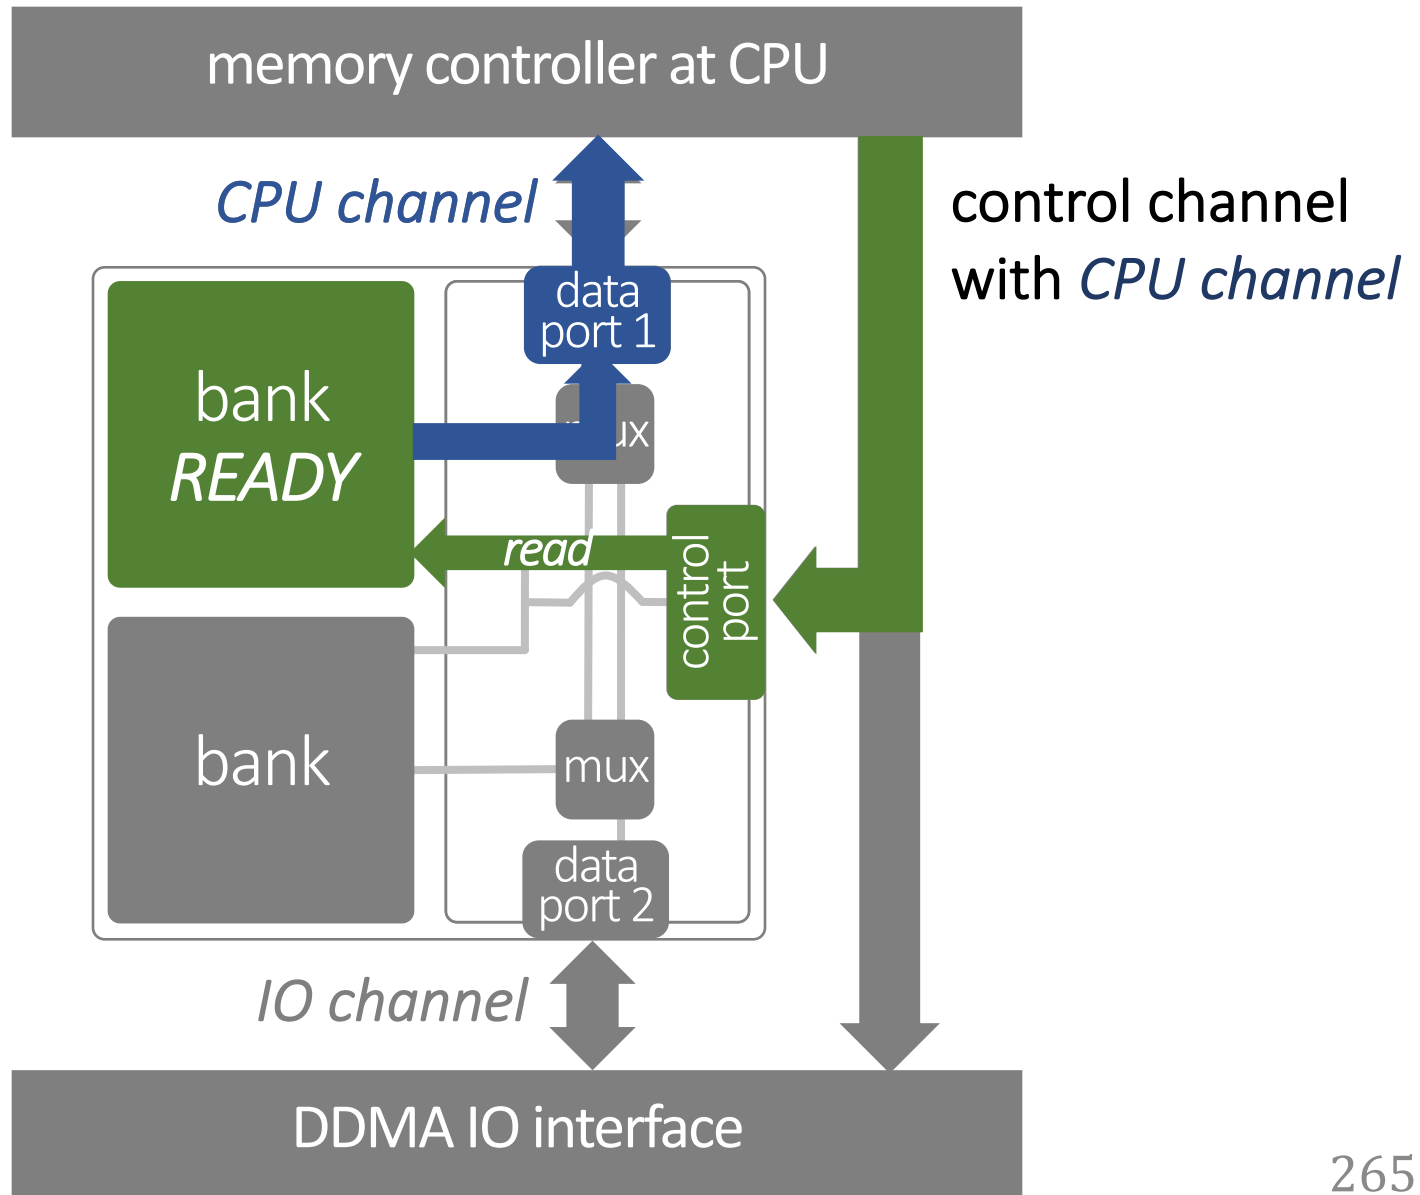 memory controller at CPU
CPU channel
control channel
with CPU channel
data
port 1
bank
READY
read
control
port
bank
mux
data
port 2
IO channel
DDMA IO interface
265